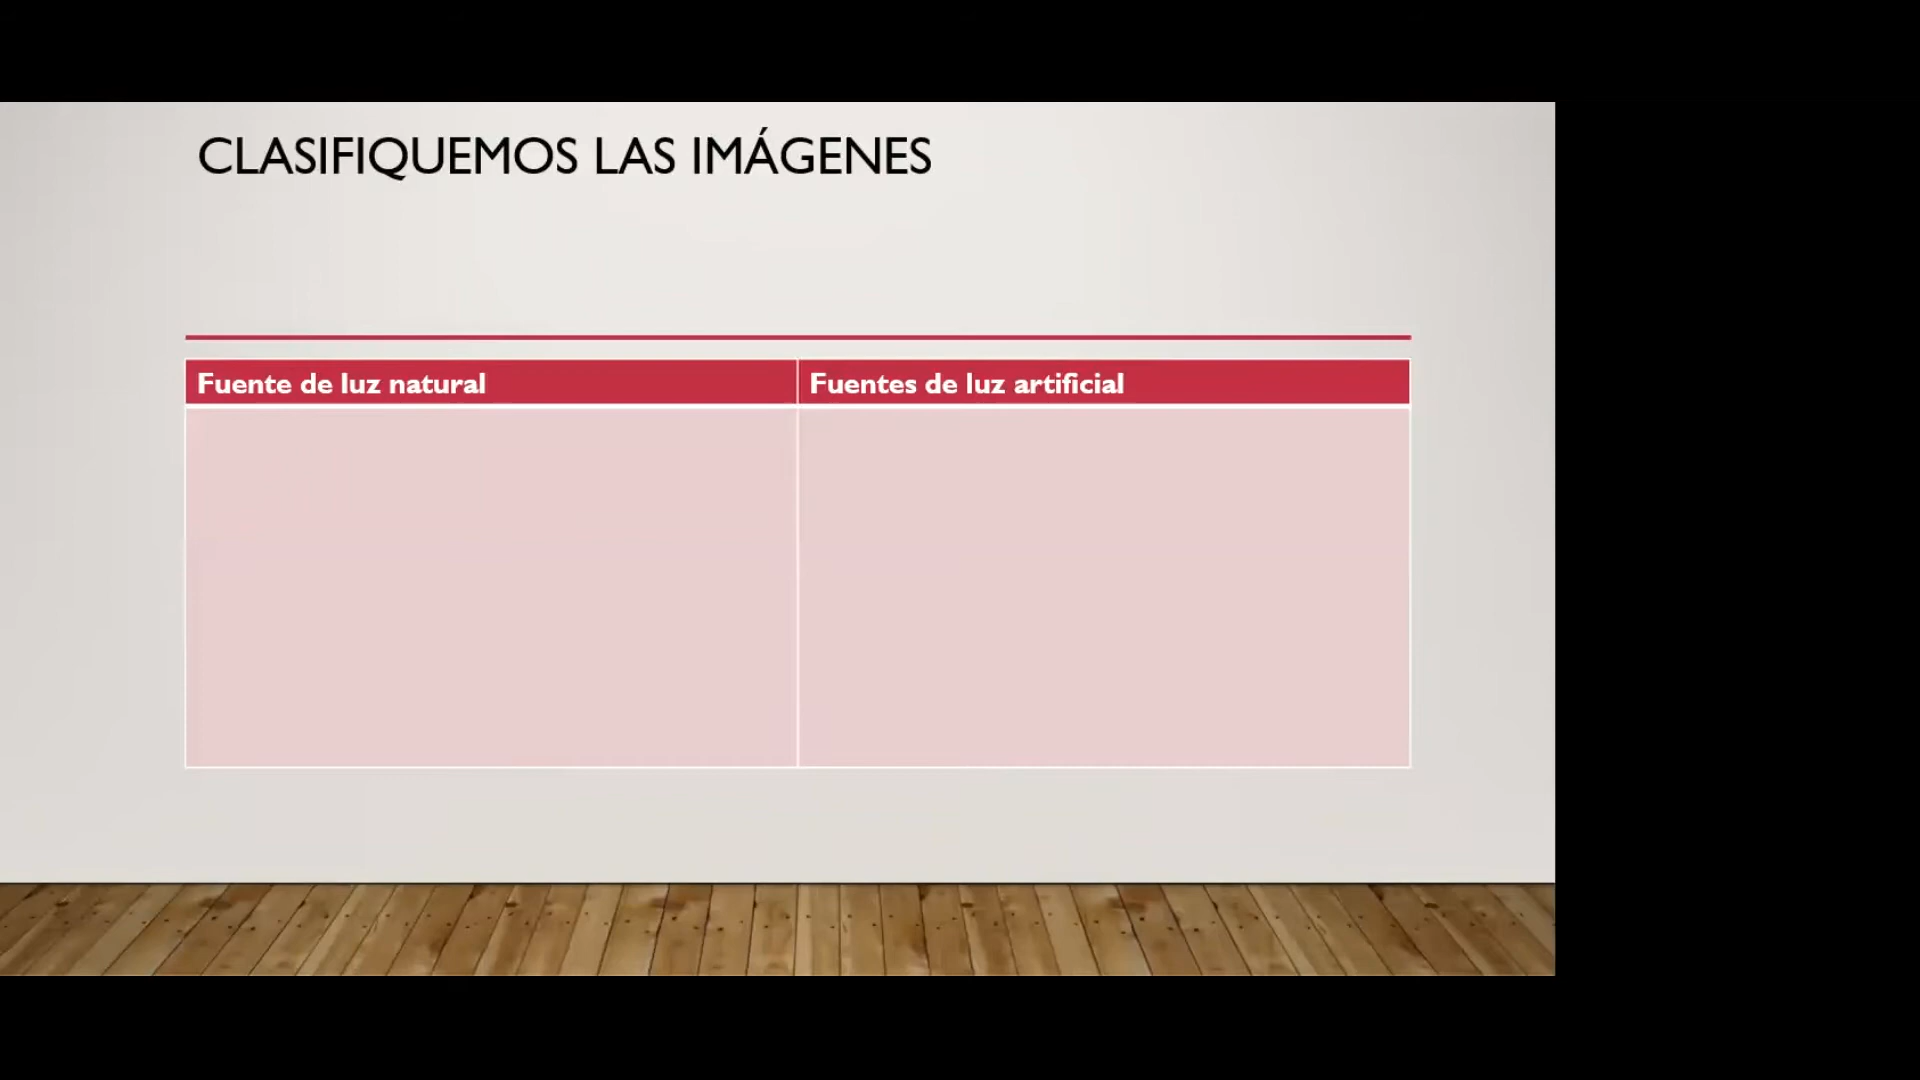 CLASIFIQUEMOS LAS IMÁGENES
Fuente de luz natural
Fuentes de luz artificial